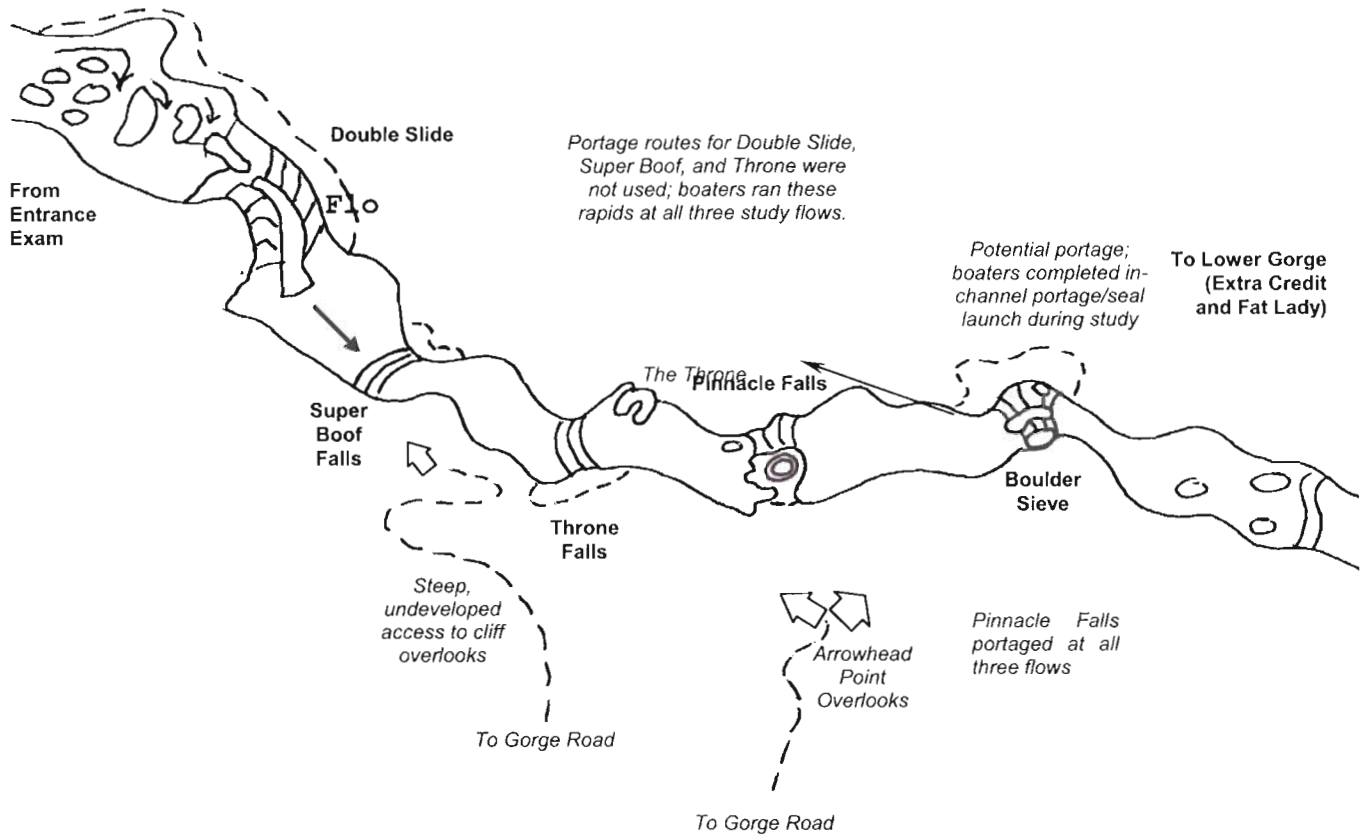 Double Slide
From
Entrance
Exam
Flo
Portage routes for Double Slide,
Super Boof, and Throne were
not used; boaters ran these
rapids at all three study flows.
Potential portage;
boaters completed in-
channel portage/seal
launch during study
To Lower Gorge
(Extra Credit
and Fat Lady)
The Throne
Pinnacle Falls
Super
Boof
Falls
Throne
Falls
Boulder
Sieve
Steep,
undeveloped
access to cliff
overlooks
Arrowhead
Point
Overlooks
Pinnacle Falls
portaged at all
three flows
To Gorge Road
To Gorge Road